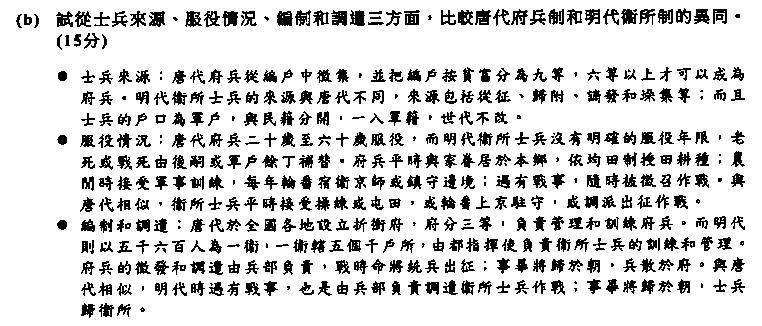 (b) 試從士兵來源、服役情況、編制和調遣三方面，比較唐代府兵制和明代衞所制的異同。
(15分)
● 士兵來源：唐代府兵從編戶中徵集，並把編戶按貧富分為九等，六等以上才可以成為
府兵。明代衞所士兵的來源與唐代不同，來源包括從征、歸附、謫發和垛集等；而且
士兵的戶口為軍戶，與民籍分開，一入軍籍，世代不改。
● 服役情況：唐代府兵二十歲至六十歲服役，而明代衞所士兵沒有明確的服役年限，老
死或戰死由後嗣或軍戶餘丁補替。府兵平時與家眷居於本鄉，依均田制授田耕種；農
閒時接受軍事訓練，每年輪番宿衞京師或鎮守邊境；遇有戰事，隨時被徵召作戰。與
唐代相似，衞所士兵平時接受操練或屯田，或輪番上京駐守，或調派出征作戰。
● 編制和調遣：唐代於全國各地設立折衝府，府分三等，負責管理和訓練府兵。而明代
則以五千六百人為一衞，一衞轄五個千戶所，由都指揮使負責衞所士兵的訓練和管理。
府兵的徵發和調遣由兵部負責，戰時命將統兵出征；事畢將歸於朝，兵散於府。與唐
代相似，明代時遇有戰事，也是由兵部負責調遣衞所士兵作戰；事畢將歸於朝，士兵
歸衞所。